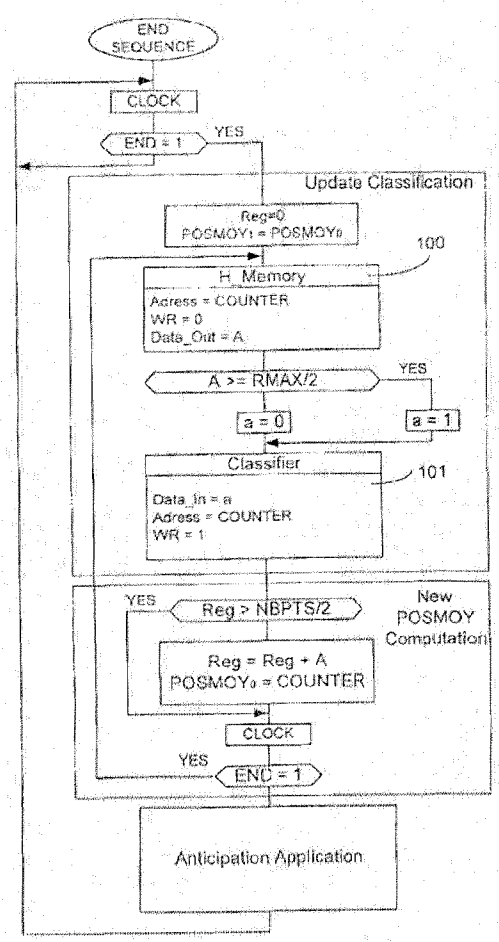 END
SEQUENCE
CLOCK
END = 1
YES
Update Classification
Reg=0
POSMOY₁ = POSMOY₀
100
H_Memory
Adress = COUNTER
WR = 0
Data_Out = A
A >= RMAX/2
YES
a = 0
a = 1
Classifier
101
Data_In = a
Adress = COUNTER
WR = 1
YES
Reg > NBPTS/2
New
POSMOY
Computation
Reg = Reg + A
POSMOY₀ = COUNTER
CLOCK
YES
END = 1
Anticipation Application